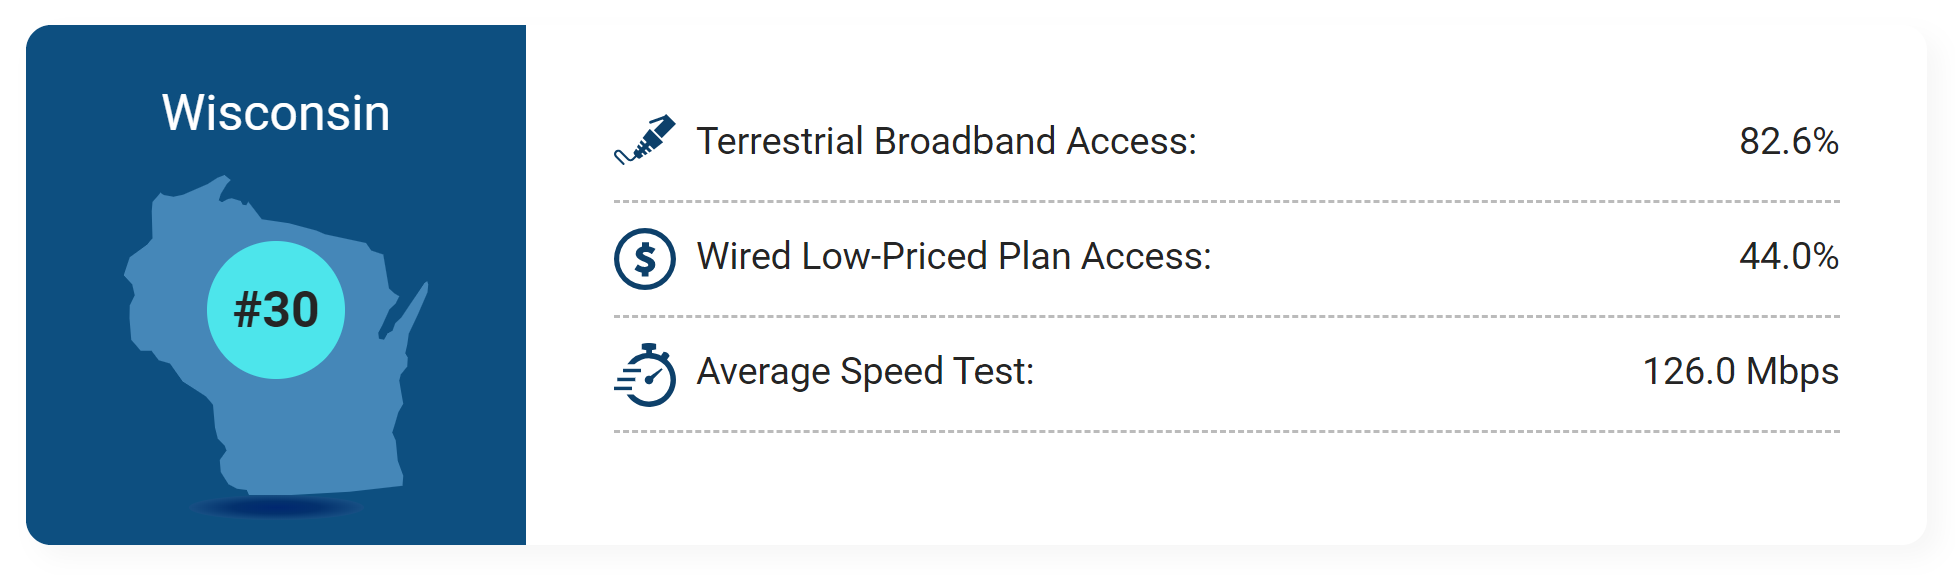 Wisconsin
#30
Terrestrial Broadband Access: 82.6%
$ Wired Low-Priced Plan Access: 44.0%
Average Speed Test: 126.0 Mbps